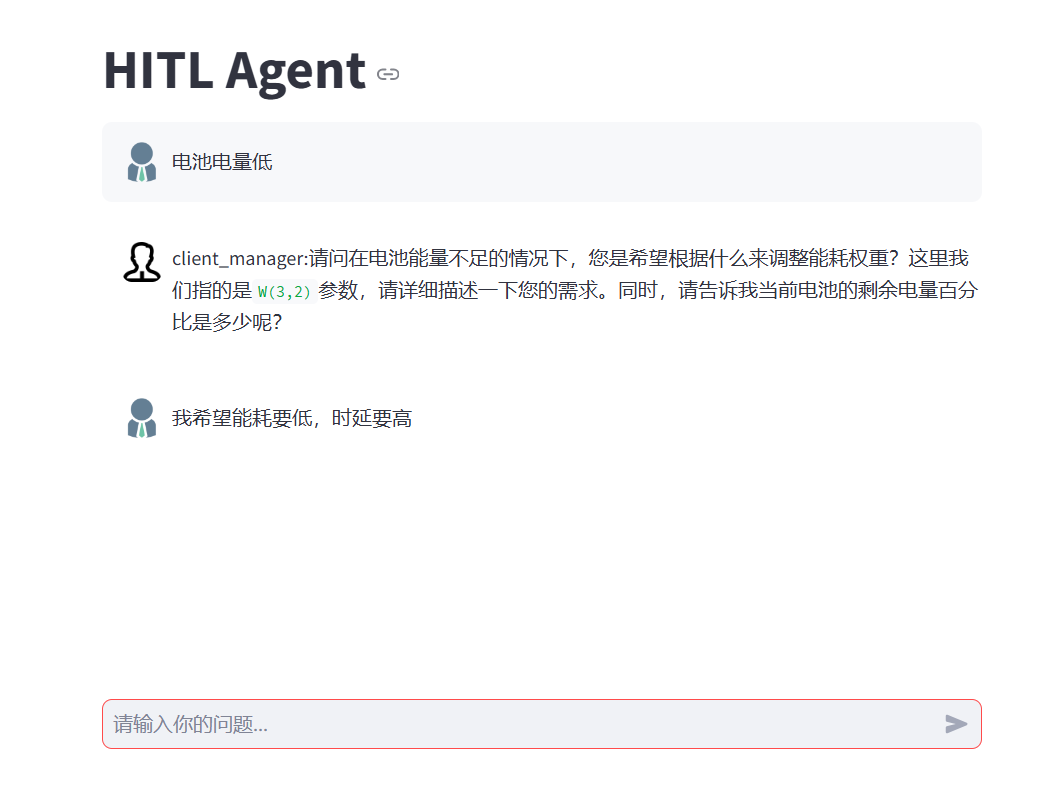 HITL Agent
电池电量低
client_manager:请问在电池能量不足的情况下，您是希望根据什么来调整能耗权重？这里我
们指的是 W(3,2) 参数，请详细描述一下您的需求。同时，请告诉我当前电池的剩余电量百分
比是多少呢？
我希望能耗要低，时延要高
请输入你的问题...